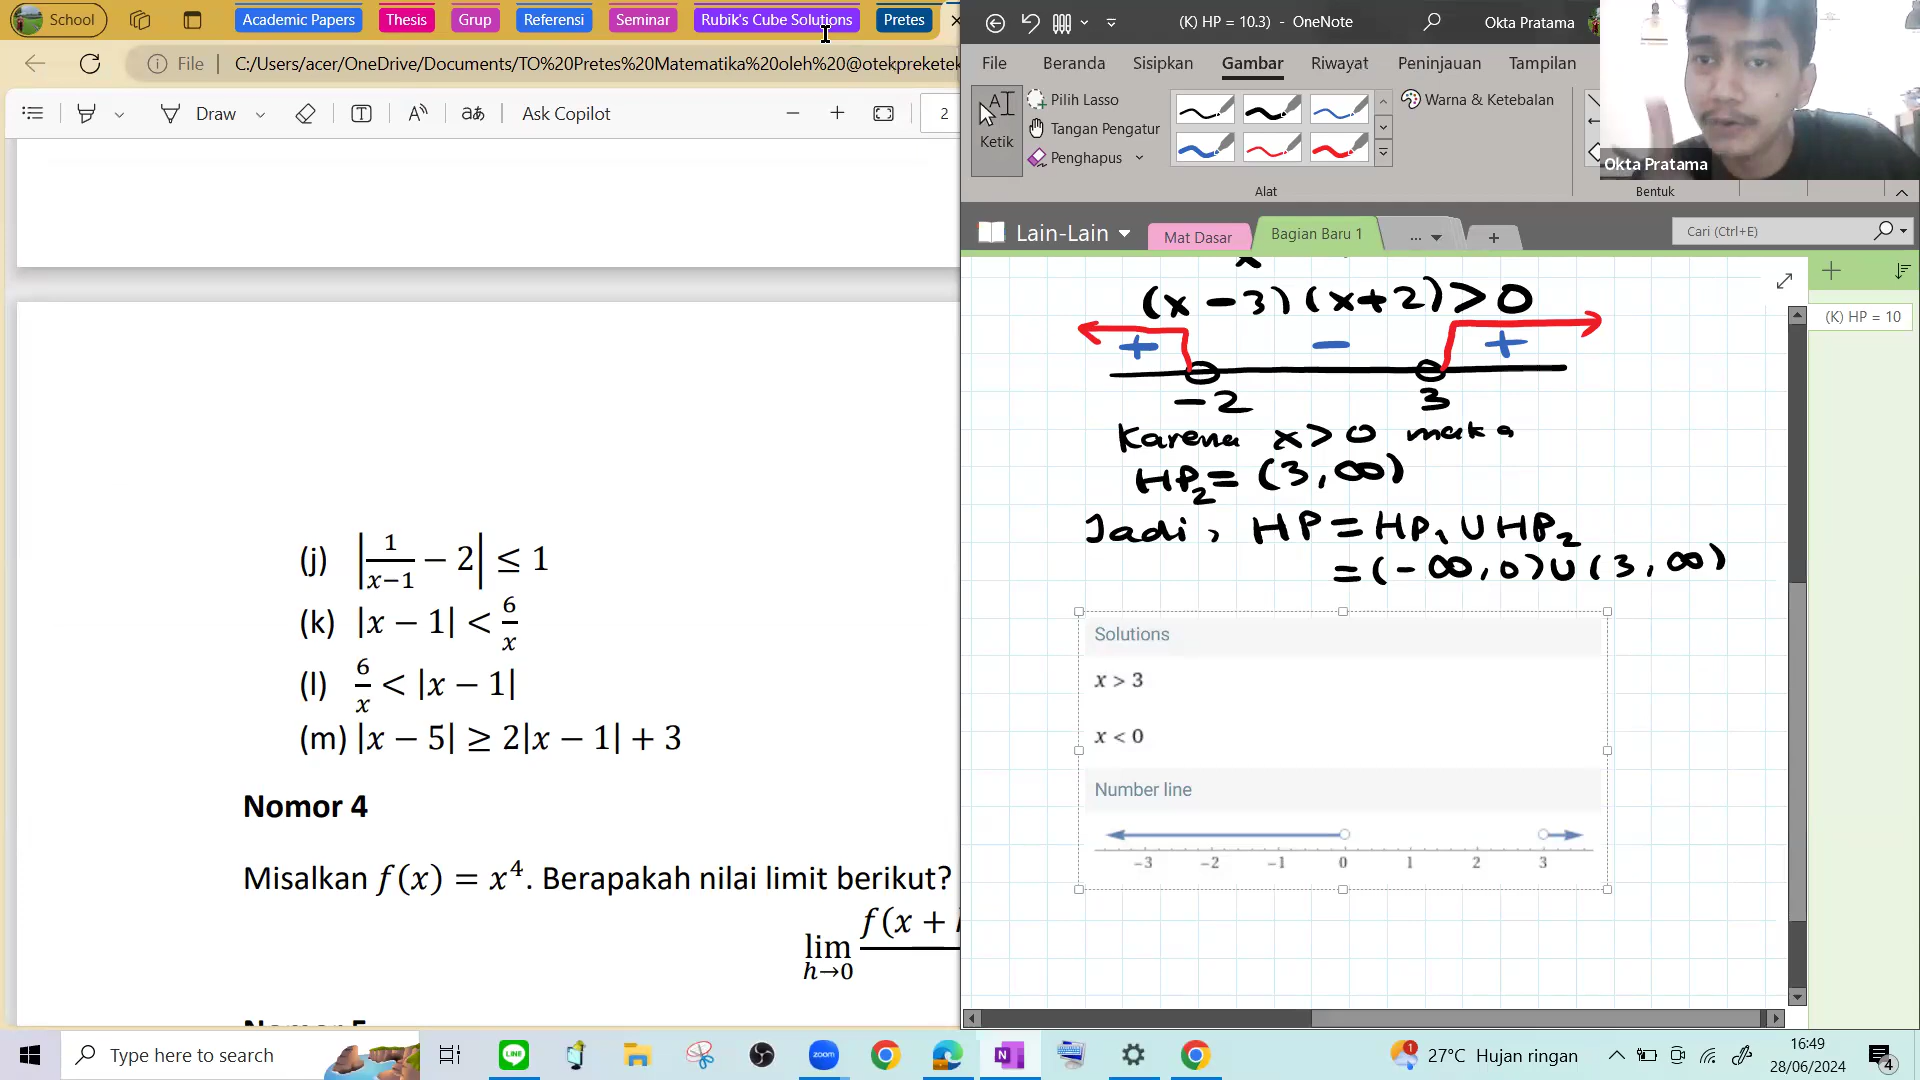 School
Academic Papers
Thesis
Grup
Referensi
Seminar
Rubik's Cube Solutions
Pretes
File
C:/Users/acer/OneDrive/Documents/TO%20Pretes%20Matematika%20oleh%20@otekpreketek
Draw
Ask Copilot
2
(j) |1/(x−1) − 2| ≤ 1
(k) |x − 1| < 6/x
(l) 6/x < |x − 1|
(m) |x − 5| ≥ 2|x − 1| + 3
Nomor 4
Misalkan f(x) = x⁴. Berapakah nilai limit berikut?
lim h→0 f(x +
(K) HP = 10.3) - OneNote
Okta Pratama
File
Beranda
Sisipkan
Gambar
Riwayat
Peninjauan
Tampilan
Ketik
Pilih Lasso
Tangan Pengatur
Penghapus
Warna & Ketebalan
Alat
Bentuk
Okta Pratama
Lain-Lain
Mat Dasar
Bagian Baru 1
...
Cari (Ctrl+E)
(K) HP = 10
(x − 3)(x + 2) > 0
+ − +
−2 3
Karena x > 0 maka
HP₂ = (3, ∞)
Jadi, HP = HP₁ ∪ HP₂
= (−∞, 0) ∪ (3, ∞)
Solutions
x > 3
x < 0
Number line
−3 −2 −1 0 1 2 3
Type here to search
LINE
zoom
27°C Hujan ringan
16:49
28/06/2024
4